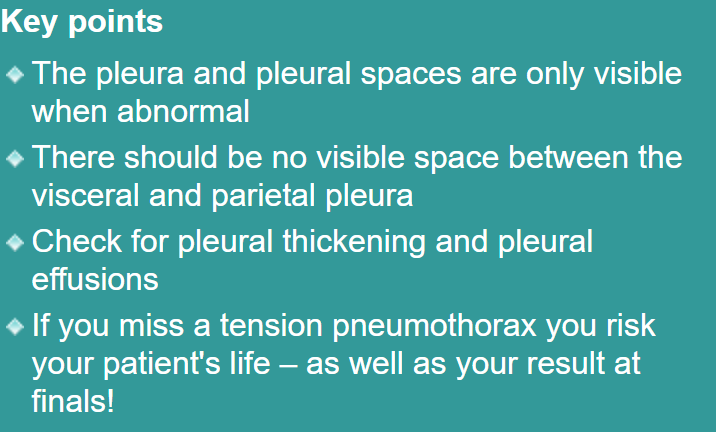 Key points
The pleura and pleural spaces are only visible
when abnormal
There should be no visible space between the
visceral and parietal pleura
Check for pleural thickening and pleural
effusions
If you miss a tension pneumothorax you risk
your patient's life – as well as your result at
finals!